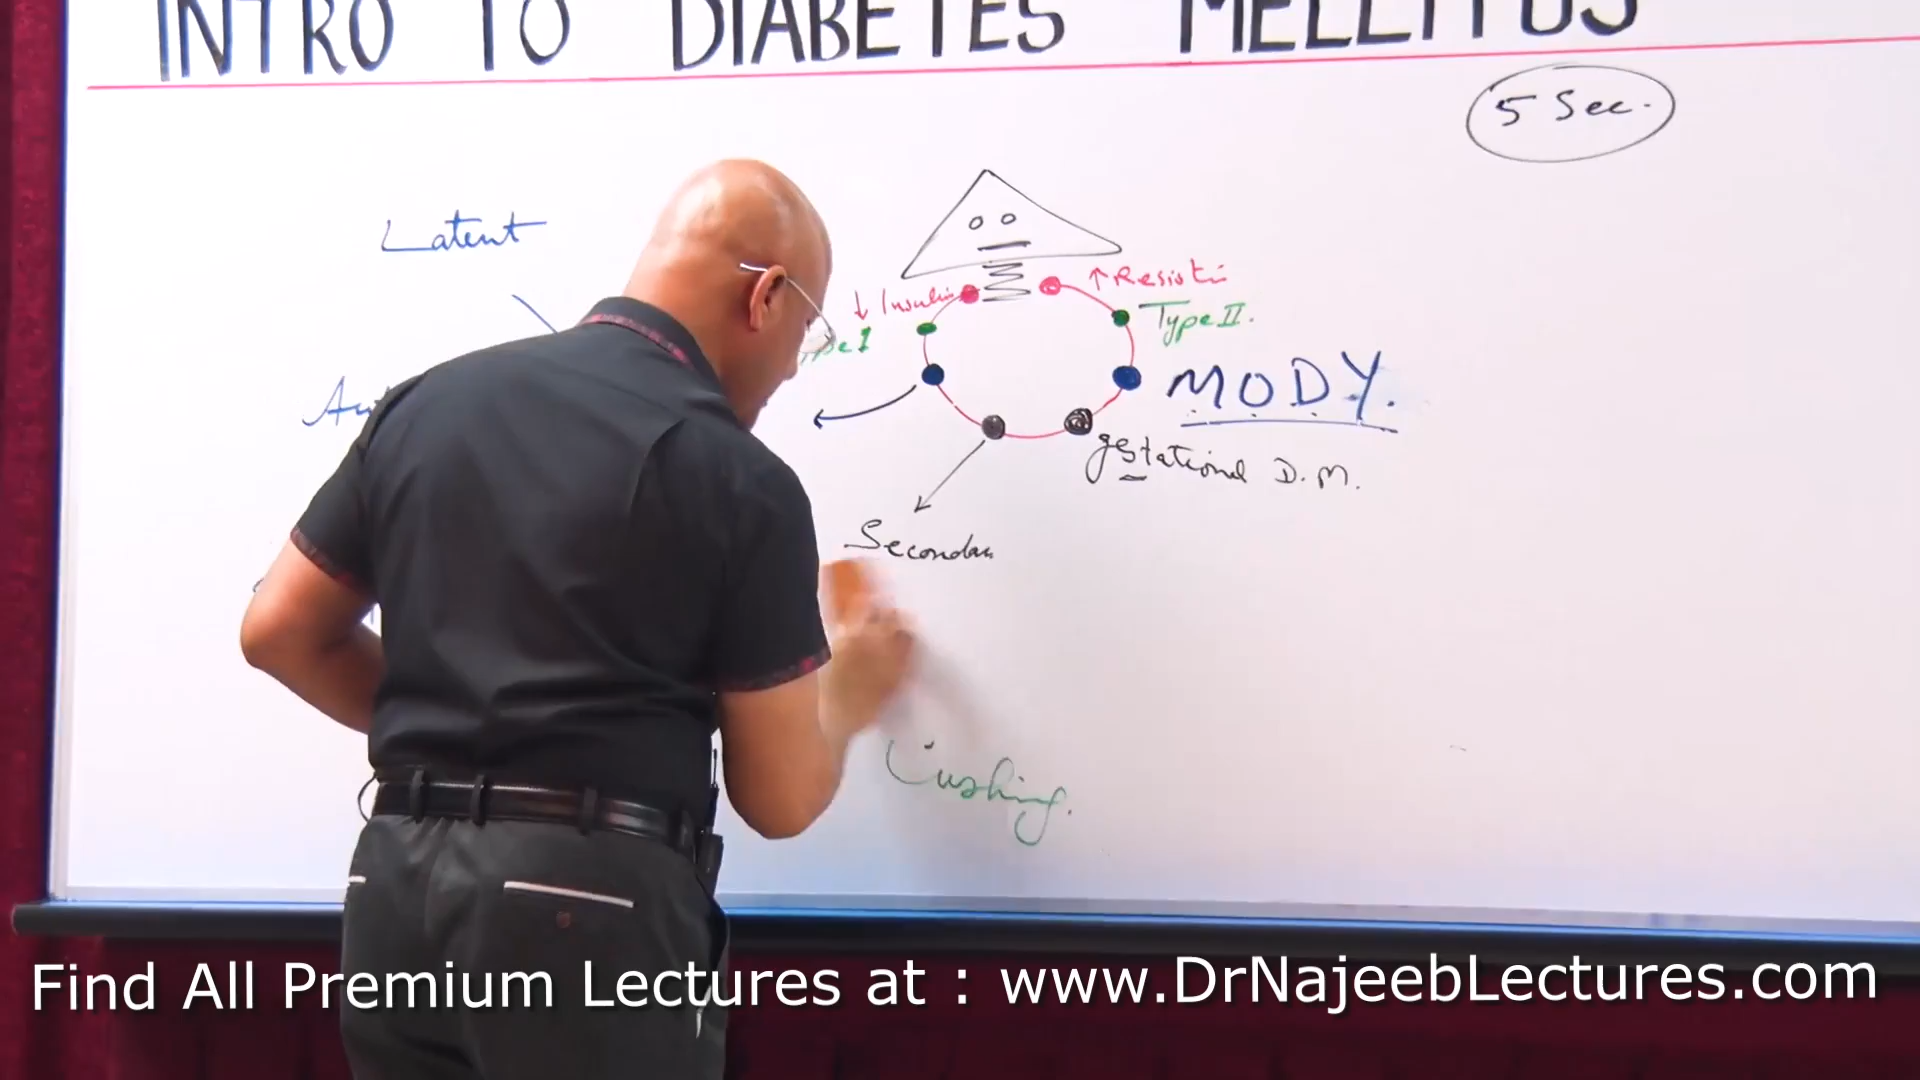 INTRO TO DIABETES MELLITUS
5 Sec.
Latent
↓ Insulin
↑ Resisti
Type II.
MODY.
gestational D.M.
Secondar
Cushing.
Find All Premium Lectures at : www.DrNajeebLectures.com